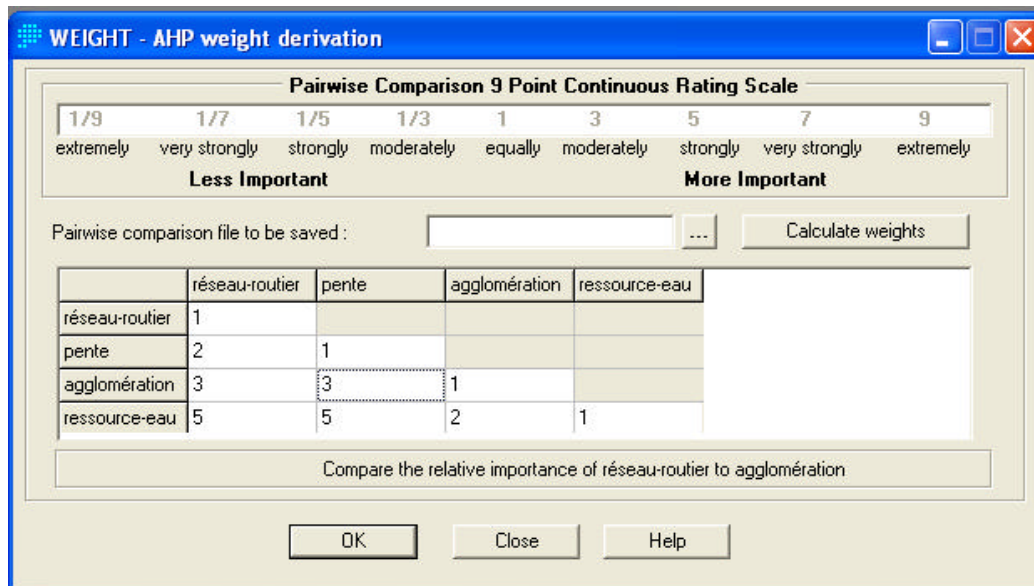 WEIGHT - AHP weight derivation
Pairwise Comparison 9 Point Continuous Rating Scale
1/9 1/7 1/5 1/3 1 3 5 7 9
extremely very strongly strongly moderately equally moderately strongly very strongly extremely
Less Important More Important
Pairwise comparison file to be saved : ... Calculate weights
réseau-routier pente agglomération ressource-eau
réseau-routier 1
pente 2 1
agglomération 3 3 1
ressource-eau 5 5 2 1
Compare the relative importance of réseau-routier to agglomération
OK Close Help